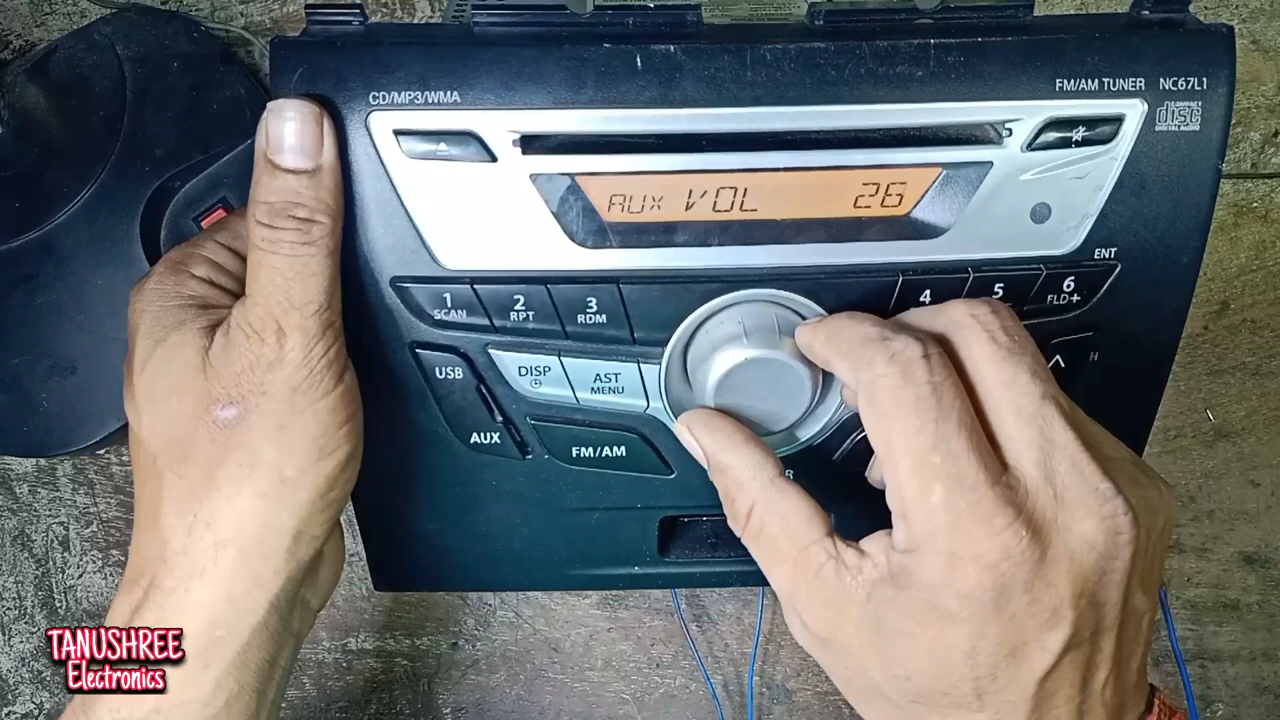 CD/MP3/WMA
FM/AM TUNER NC67L1
COMPACT
disc
DIGITAL AUDIO
AUX VOL 26
ENT
1 SCAN
2 RPT
3 RDM
4
5
6 FLD+
USB
DISP
AST MENU
H
AUX
FM/AM
R
TANUSHREE
Electronics